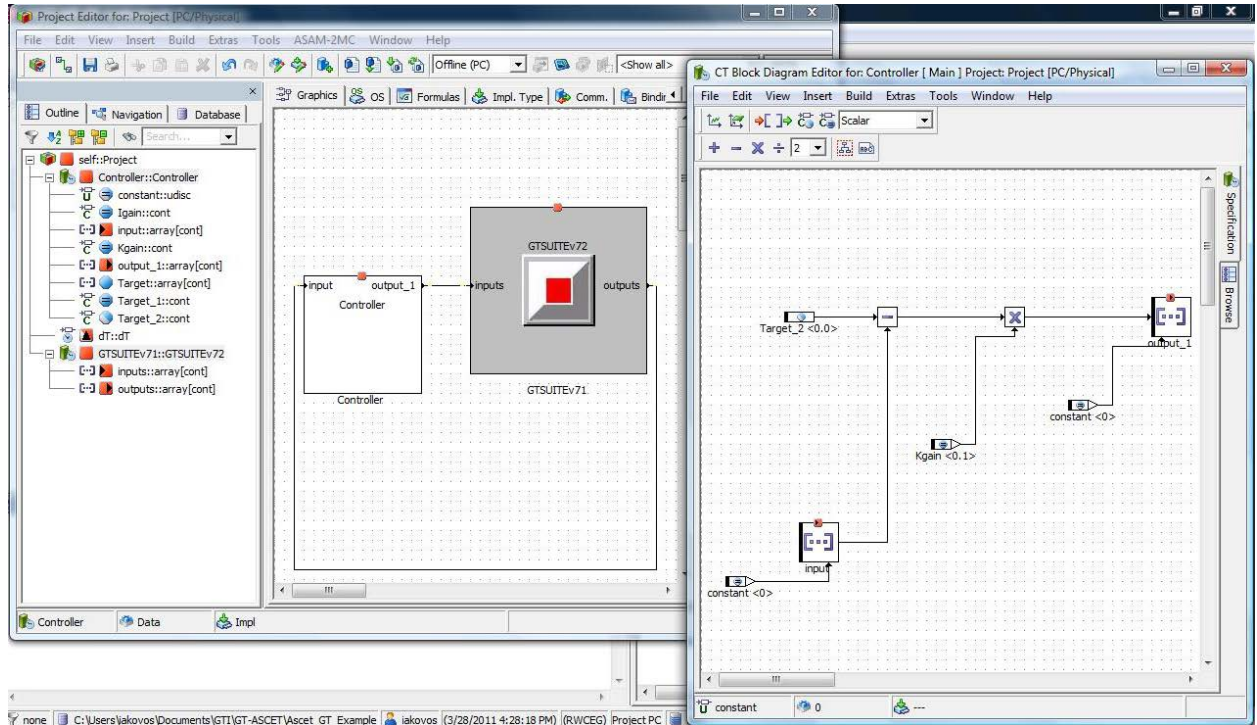 Project Editor for: Project [PC/Physical]
File Edit View Insert Build Extras Tools ASAM-2MC Window Help
Offline (PC)
<Show all>
Outline Navigation Database
Search...
self::Project
Controller::Controller
constant::udisc
Igain::cont
input::array[cont]
Kgain::cont
output_1::array[cont]
Target::array[cont]
Target_1::cont
Target_2::cont
dT::dT
GTSUITEv71::GTSUITEv72
inputs::array[cont]
outputs::array[cont]
Graphics OS Formulas Impl. Type Comm.
GTSUITEv72
input output_1 inputs outputs
Controller
Controller
GTSUITEv71
Controller Data Impl
CT Block Diagram Editor for: Controller [ Main ] Project: Project [PC/Physical]
File Edit View Insert Build Extras Tools Window Help
Scalar
2
Specification
Browse
Target_2 <0.0>
output_1
constant <0>
Kgain <0.1>
input
constant <0>
constant 0 ---
none C:\Users\iakovos\Documents\GTI\GT-ASCET\Ascet_GT_Example iakovos (3/28/2011 4:28:18 PM) (RWCEG) Project PC